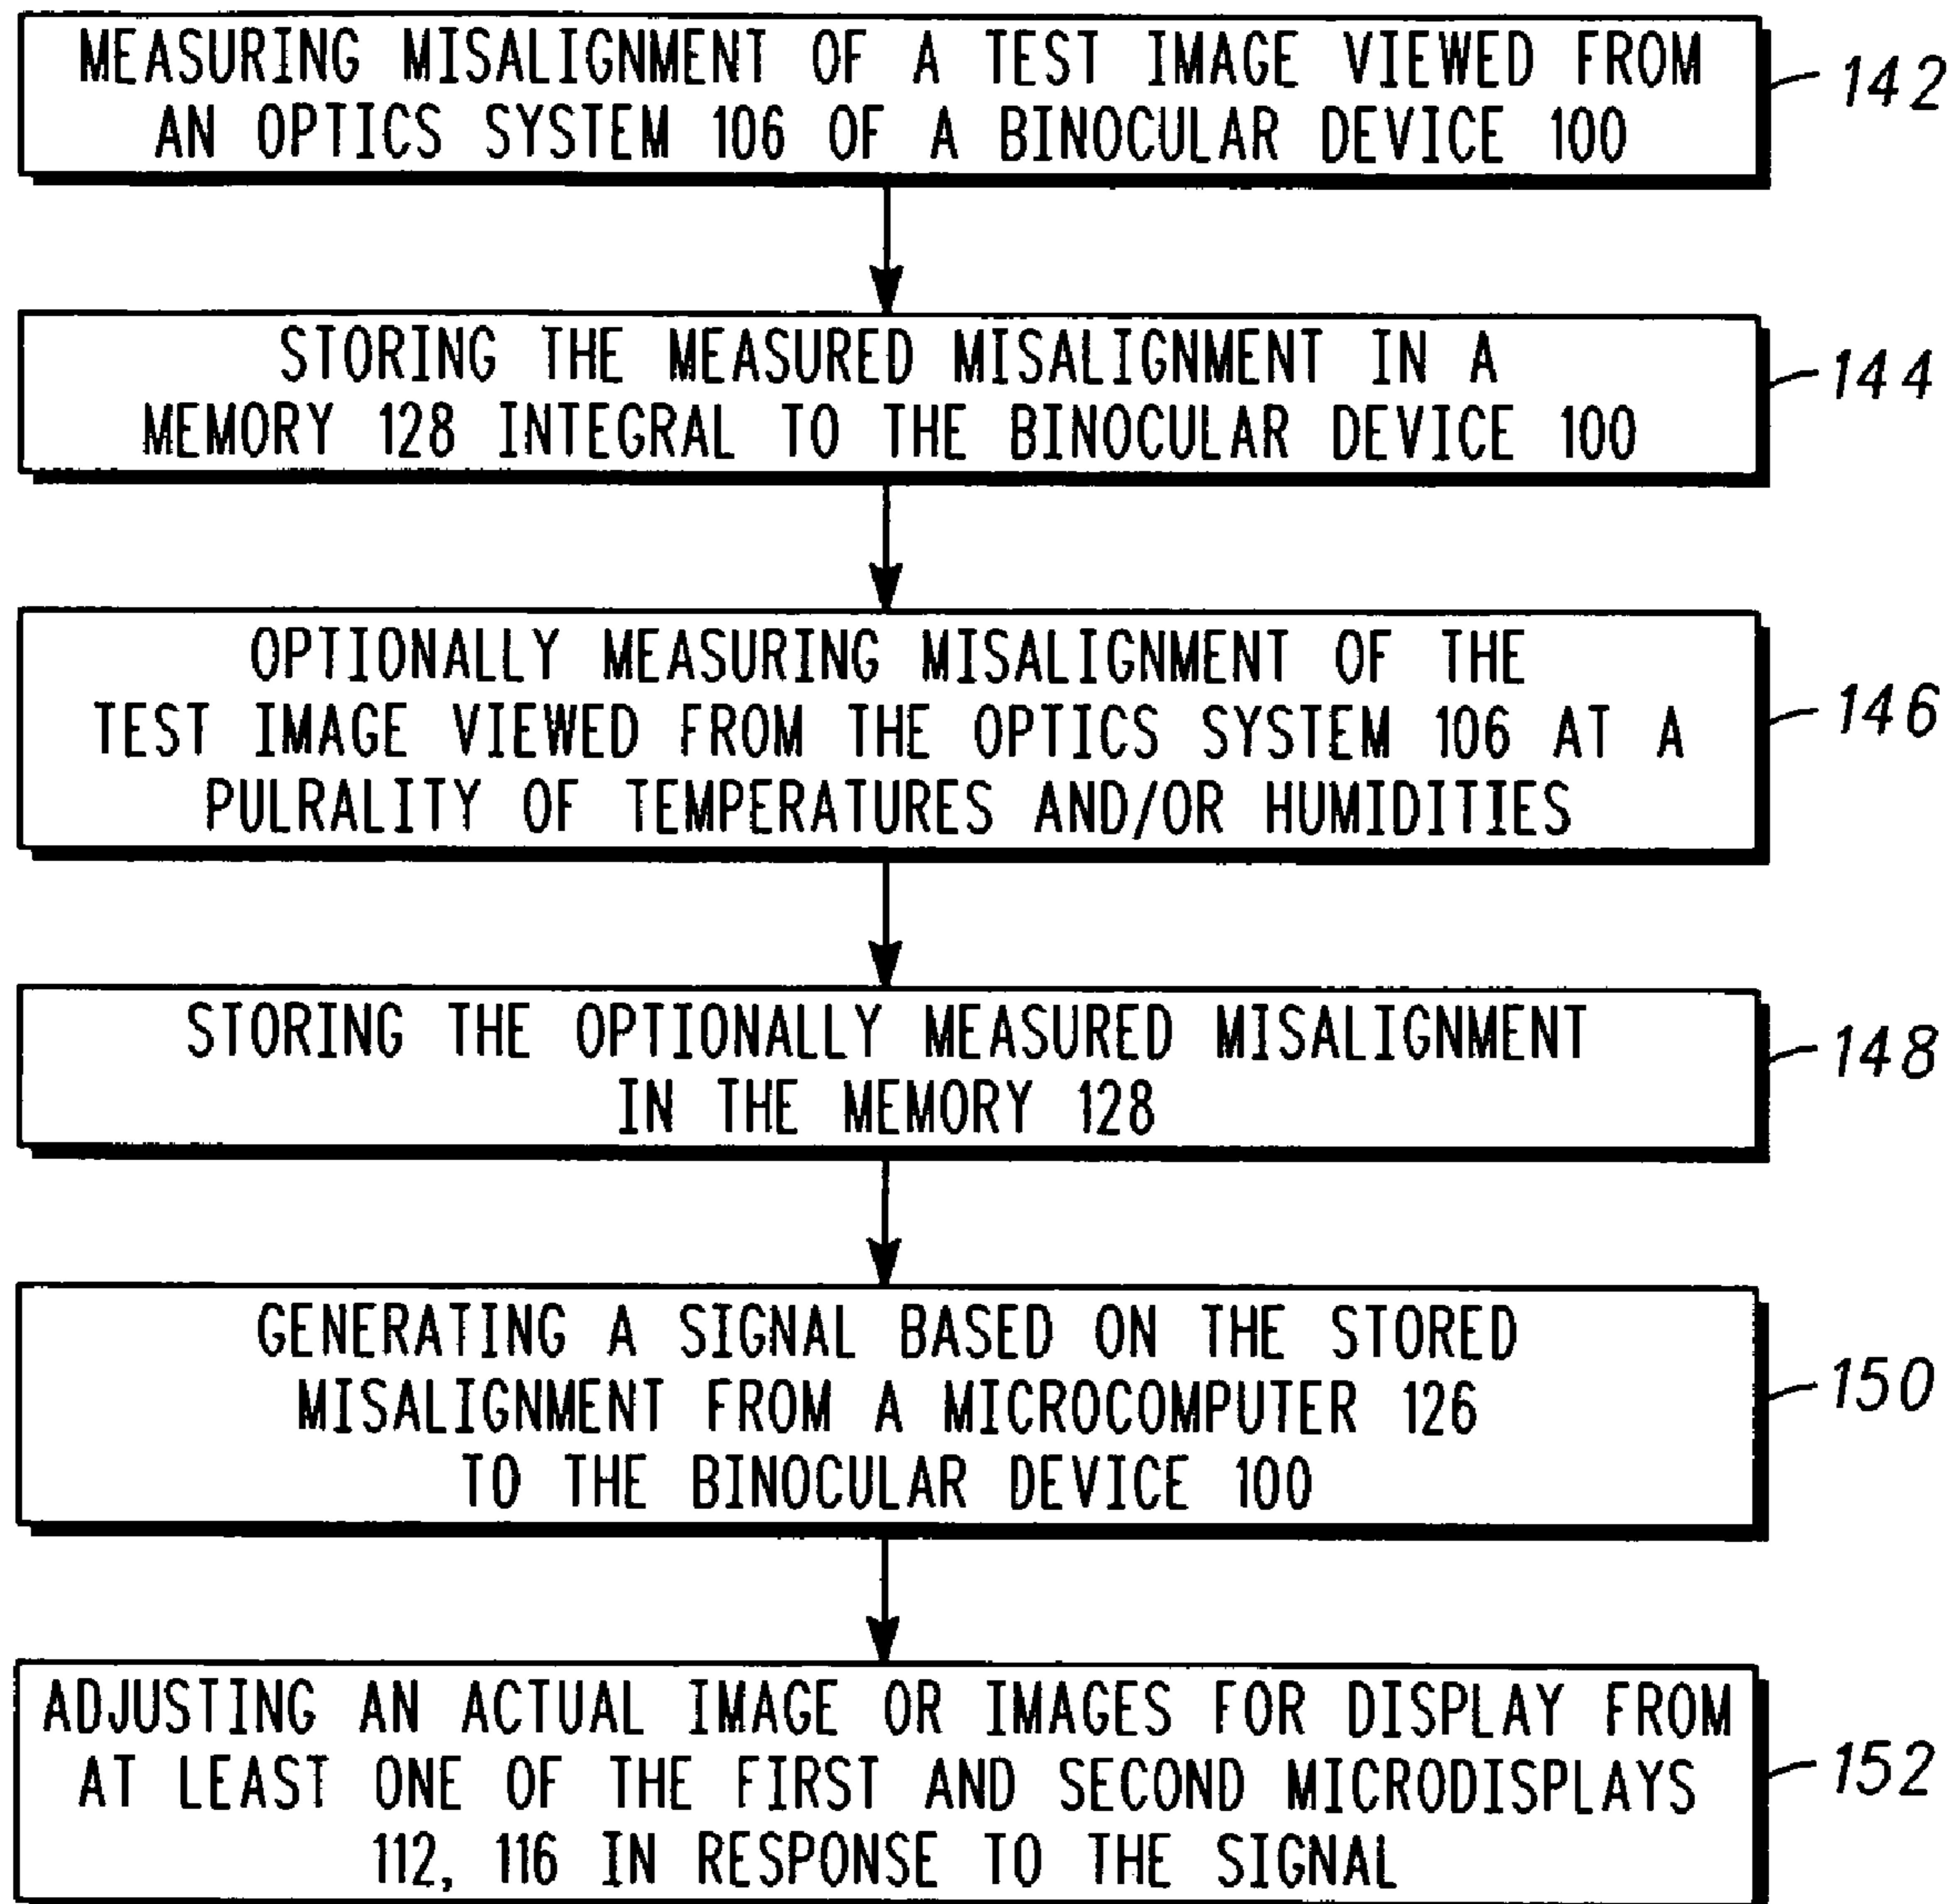 MEASURING MISALIGNMENT OF A TEST IMAGE VIEWED FROM
AN OPTICS SYSTEM 106 OF A BINOCULAR DEVICE 100
142
STORING THE MEASURED MISALIGNMENT IN A
MEMORY 128 INTEGRAL TO THE BINOCULAR DEVICE 100
144
OPTIONALLY MEASURING MISALIGNMENT OF THE
TEST IMAGE VIEWED FROM THE OPTICS SYSTEM 106 AT A
PULRALITY OF TEMPERATURES AND/OR HUMIDITIES
146
STORING THE OPTIONALLY MEASURED MISALIGNMENT
IN THE MEMORY 128
148
GENERATING A SIGNAL BASED ON THE STORED
MISALIGNMENT FROM A MICROCOMPUTER 126
TO THE BINOCULAR DEVICE 100
150
ADJUSTING AN ACTUAL IMAGE OR IMAGES FOR DISPLAY FROM
AT LEAST ONE OF THE FIRST AND SECOND MICRODISPLAYS
112, 116 IN RESPONSE TO THE SIGNAL
152